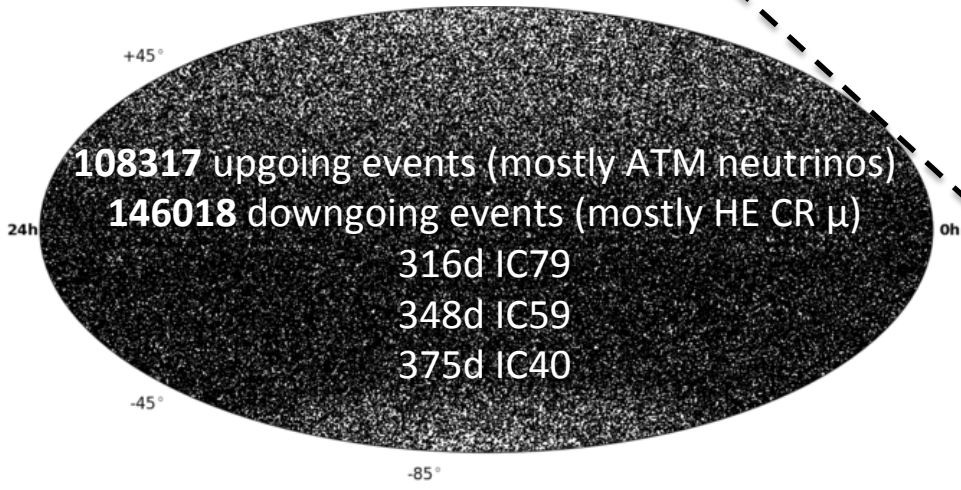 +45°
108317 upgoing events (mostly ATM neutrinos)
146018 downgoing events (mostly HE CR μ)
24h
0h
316d IC79
348d IC59
375d IC40
-45°
-85°